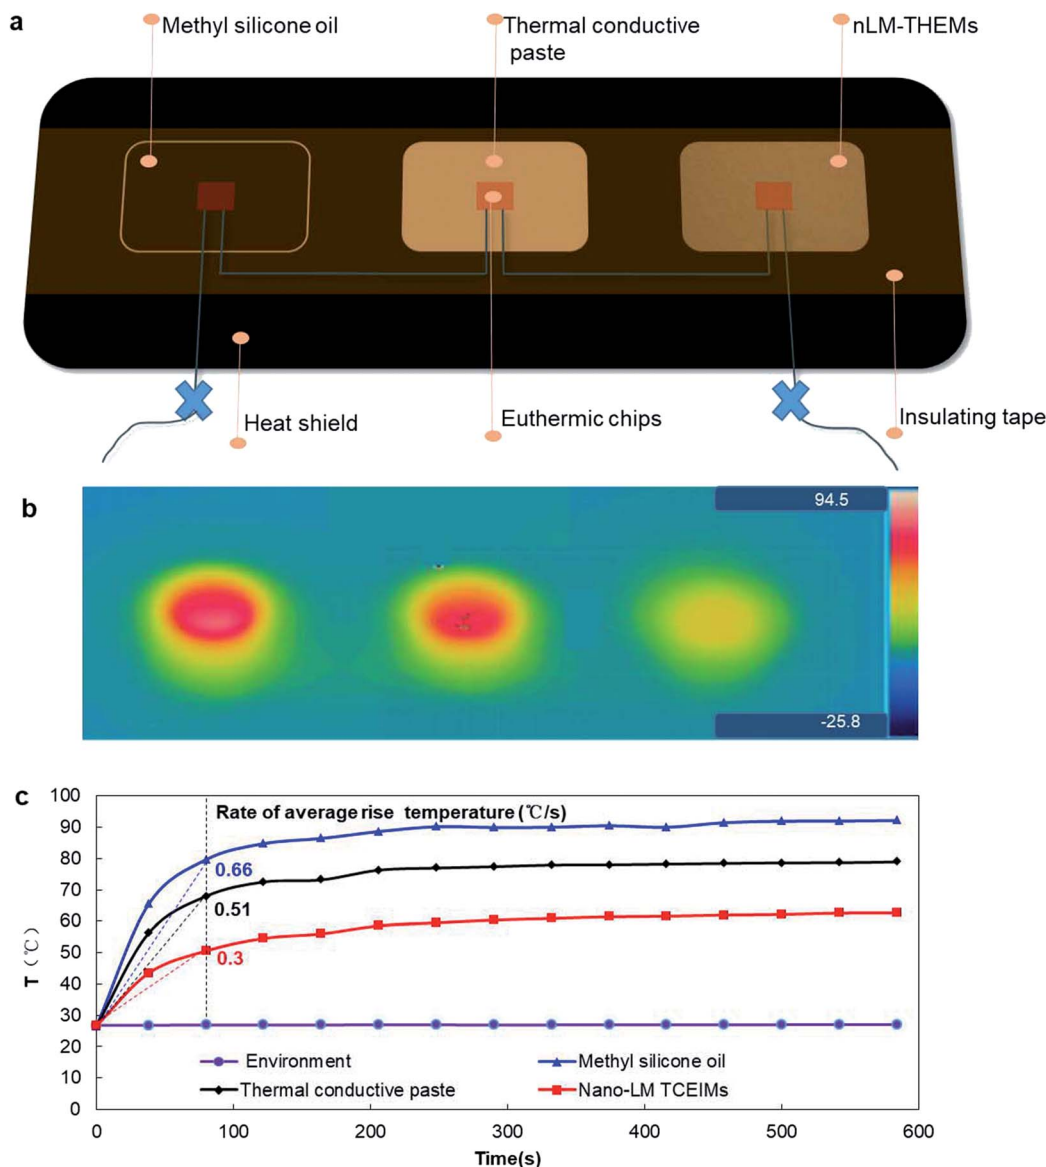 a
Methyl silicone oil
Thermal conductive
paste
nLM-THEMs
Heat shield
Euthermic chips
Insulating tape
b
94.5
-25.8
c
Rate of average rise temperature (℃/s)
100
90
80
70
60
50
40
30
20
10
0
T (℃)
0.66
0.51
0.3
Environment
Methyl silicone oil
Thermal conductive paste
Nano-LM TCEIMs
0 100 200 300 400 500 600
Time(s)